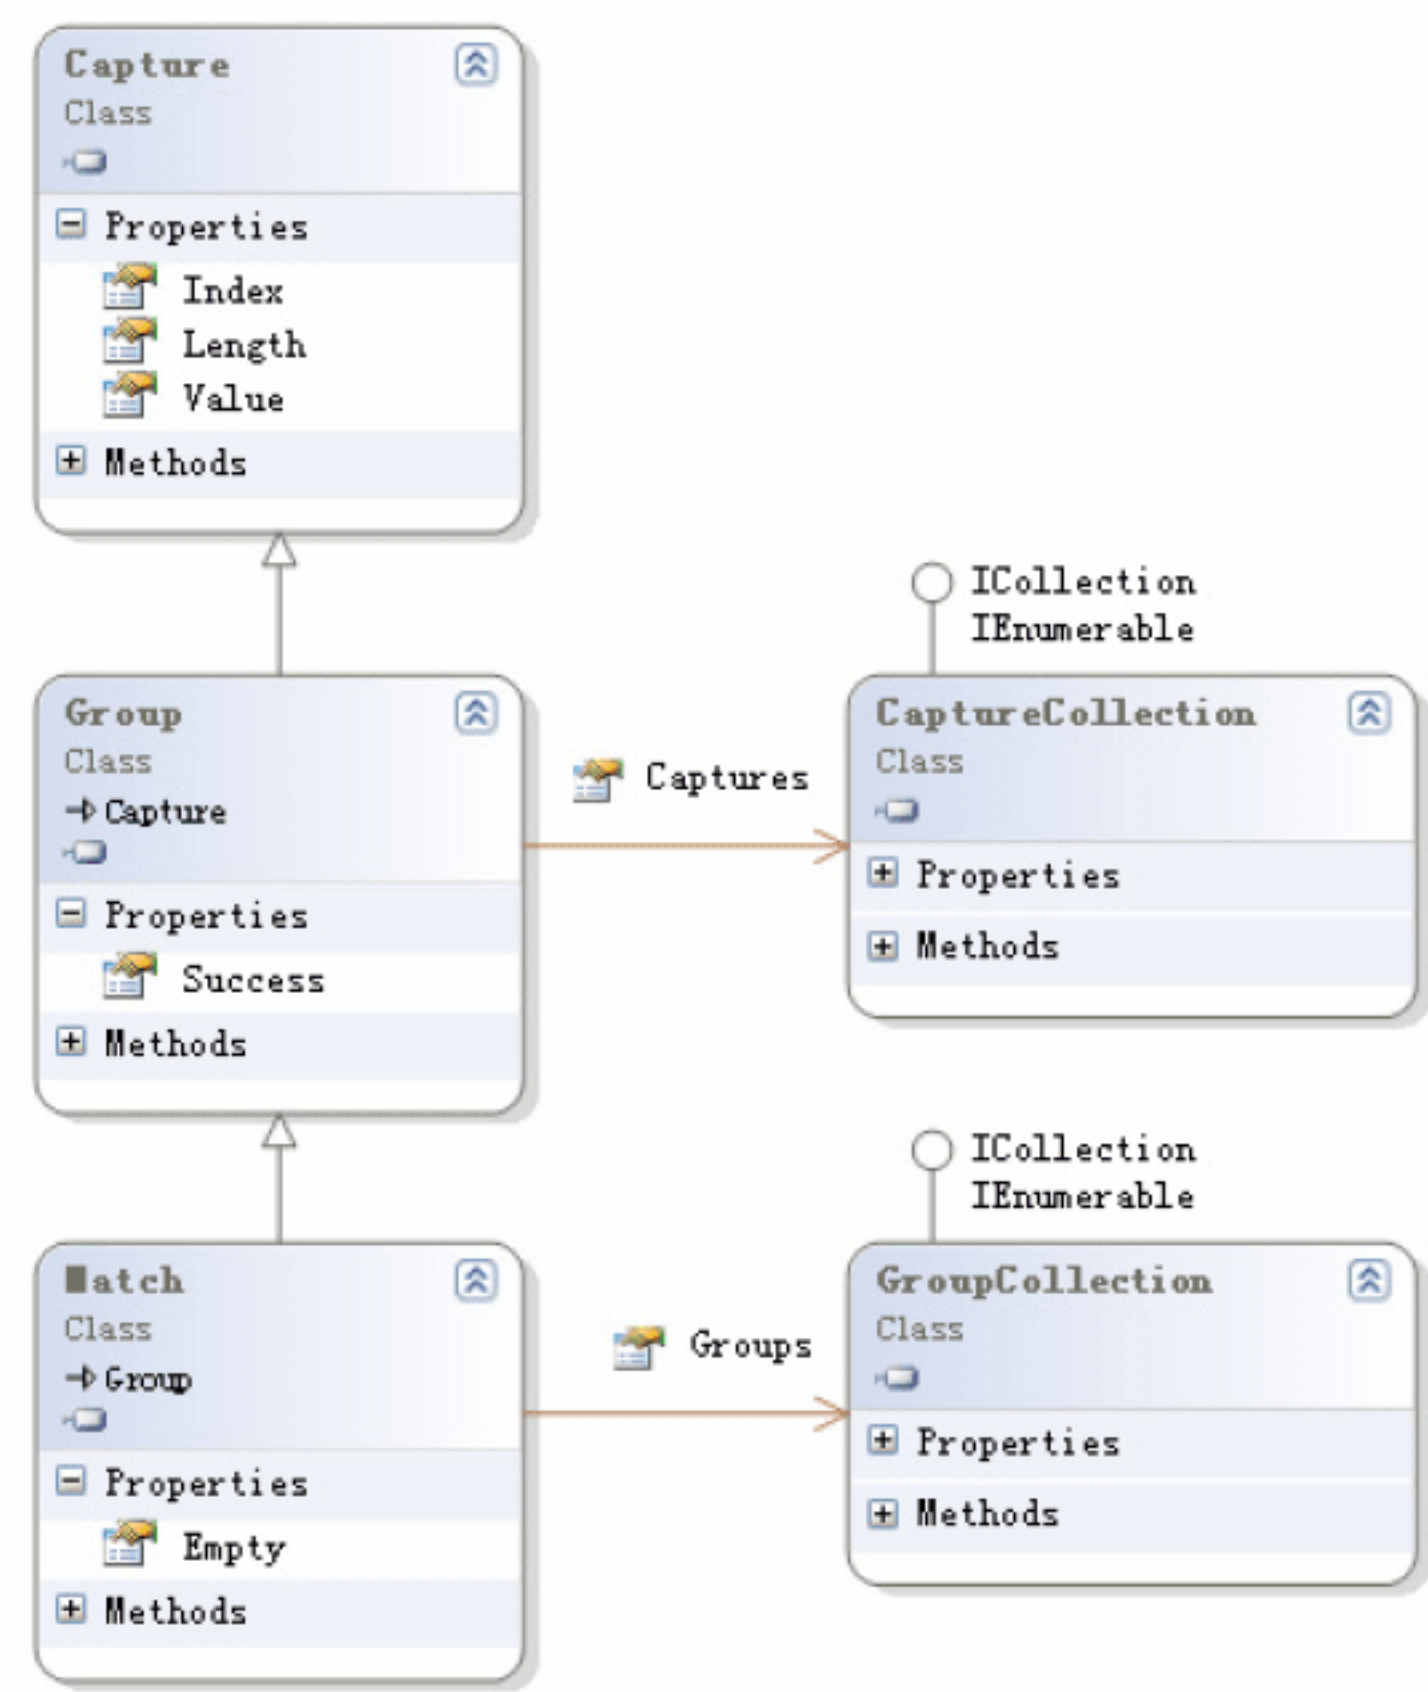 Capture
Class
Properties
Index
Length
Value
Methods
ICollection
IEnumerable
Group
Class
Capture
Properties
Success
Methods
Captures
CaptureCollection
Class
Properties
Methods
ICollection
IEnumerable
Match
Class
Group
Properties
Empty
Methods
Groups
GroupCollection
Class
Properties
Methods